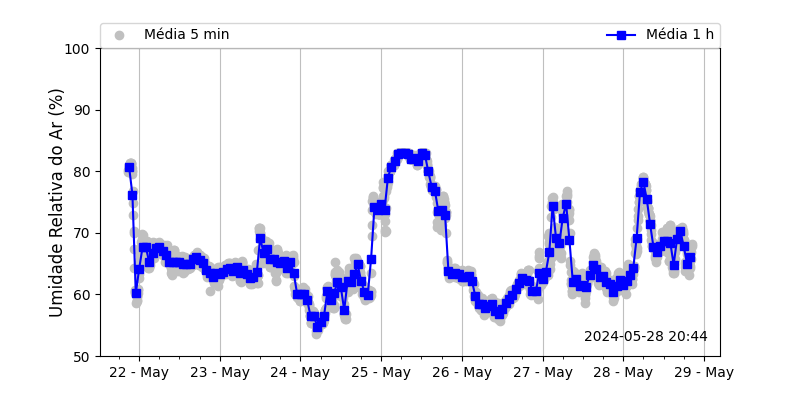 Média 5 min
Média 1 h
Umidade Relativa do Ar (%)
100
90
80
70
60
50
2024-05-28 20:44
22 - May
23 - May
24 - May
25 - May
26 - May
27 - May
28 - May
29 - May